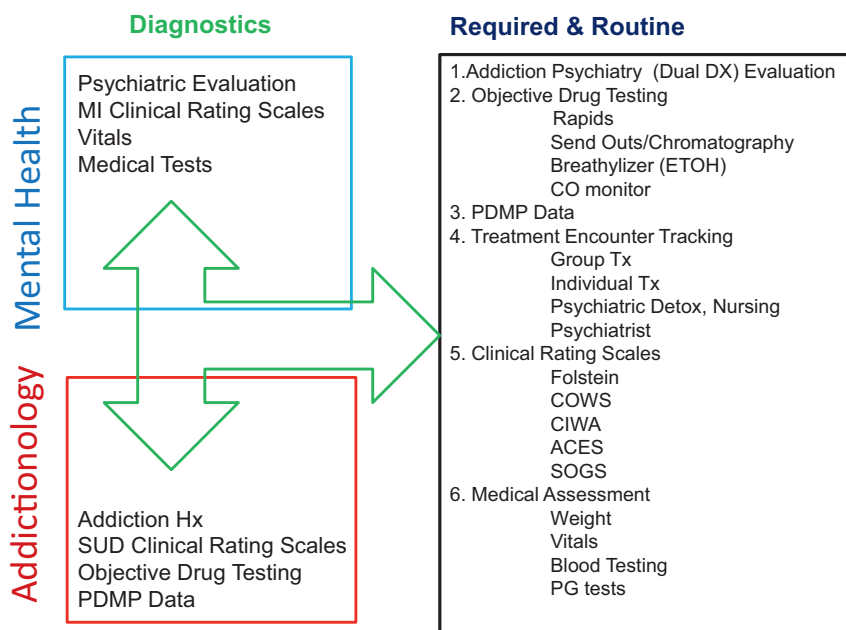 Diagnostics
Mental Health
Psychiatric Evaluation
MI Clinical Rating Scales
Vitals
Medical Tests
Addictionology
Addiction Hx
SUD Clinical Rating Scales
Objective Drug Testing
PDMP Data
Required & Routine
1.Addiction Psychiatry (Dual DX) Evaluation
2. Objective Drug Testing
Rapids
Send Outs/Chromatography
Breathylizer (ETOH)
CO monitor
3. PDMP Data
4. Treatment Encounter Tracking
Group Tx
Individual Tx
Psychiatric Detox, Nursing
Psychiatrist
5. Clinical Rating Scales
Folstein
COWS
CIWA
ACES
SOGS
6. Medical Assessment
Weight
Vitals
Blood Testing
PG tests